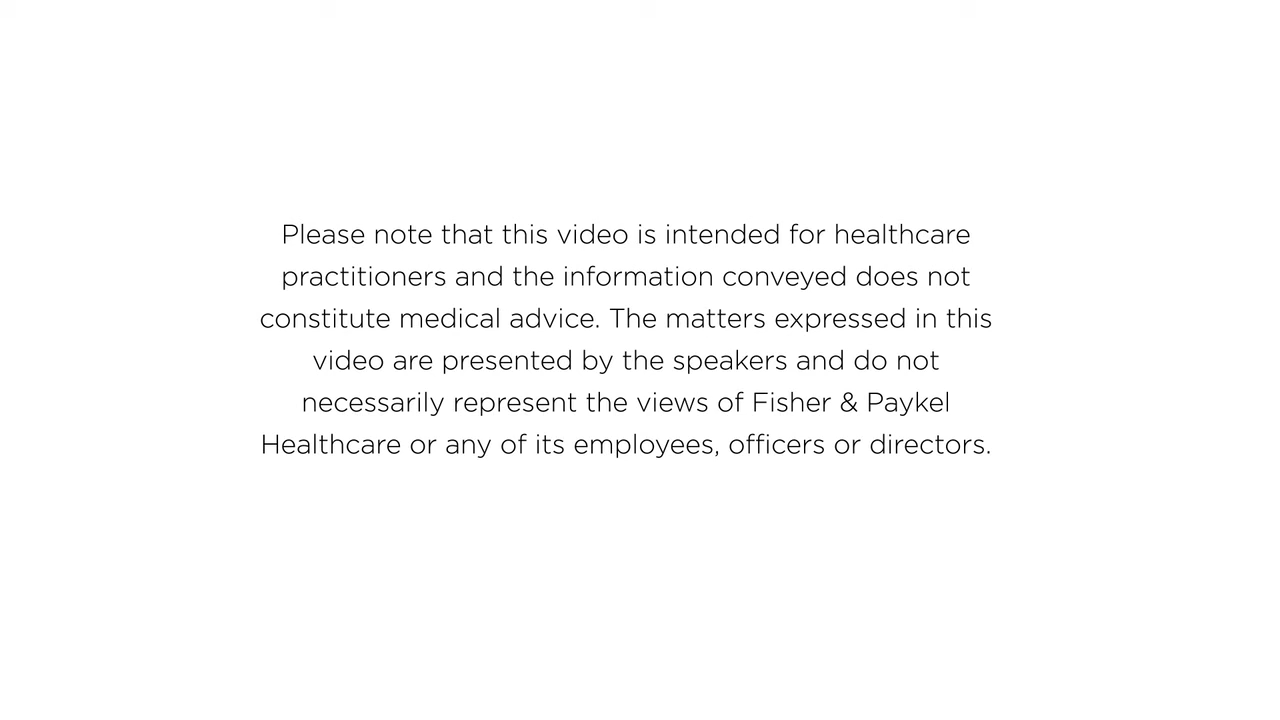 Please note that this video is intended for healthcare
practitioners and the information conveyed does not
constitute medical advice. The matters expressed in this
video are presented by the speakers and do not
necessarily represent the views of Fisher & Paykel
Healthcare or any of its employees, officers or directors.